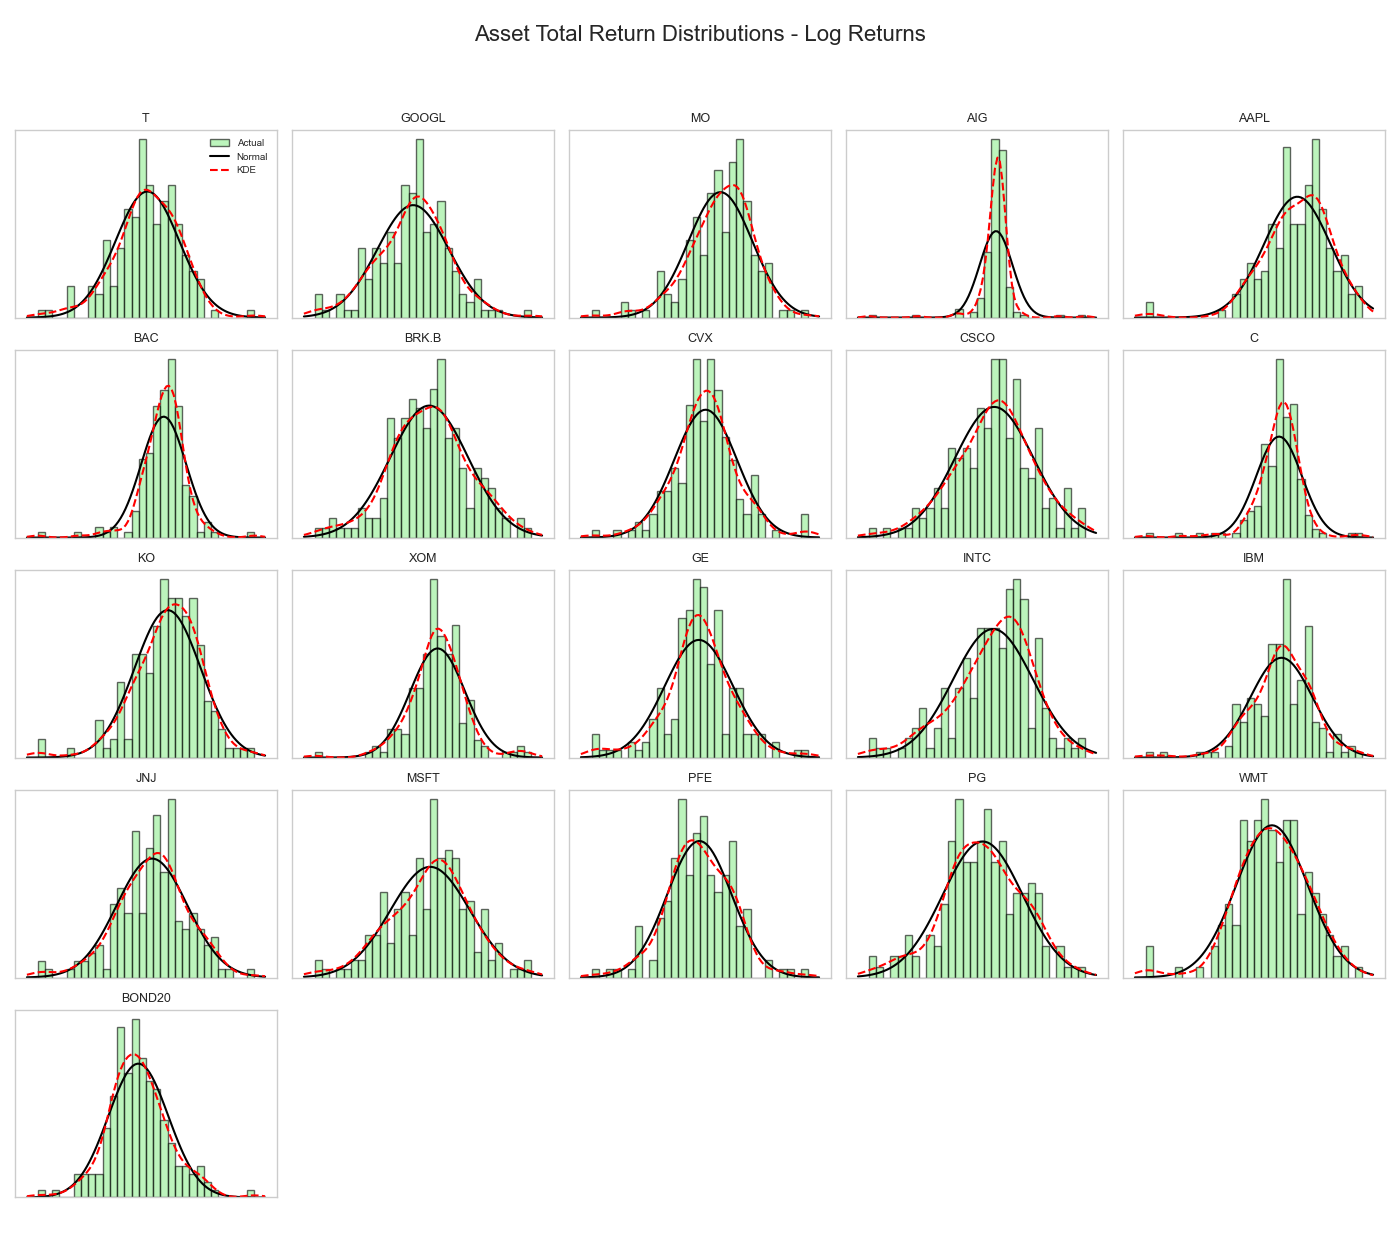 Asset Total Return Distributions - Log Returns
T
GOOGL
MO
AIG
AAPL
Actual
Normal
KDE
BAC
BRK.B
CVX
CSCO
C
KO
XOM
GE
INTC
IBM
JNJ
MSFT
PFE
PG
WMT
BOND20